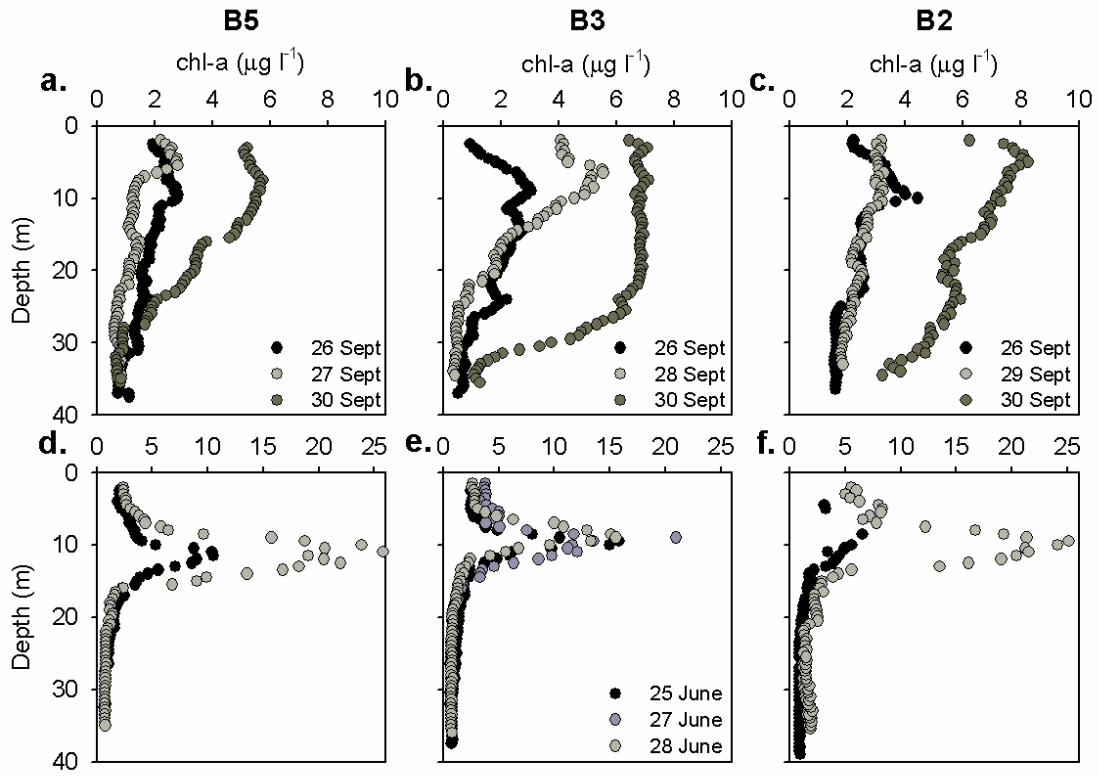 B5 B3 B2
chl-a (μg l⁻¹) chl-a (μg l⁻¹) chl-a (μg l⁻¹)
a. b. c.
0 2 4 6 8 10 0 2 4 6 8 10 0 2 4 6 8 10
0
10
20
30
40
Depth (m)
26 Sept 26 Sept 26 Sept
27 Sept 28 Sept 29 Sept
30 Sept 30 Sept 30 Sept
d. e. f.
0 5 10 15 20 25 0 5 10 15 20 25 0 5 10 15 20 25
0
10
20
30
40
Depth (m)
25 June
27 June
28 June